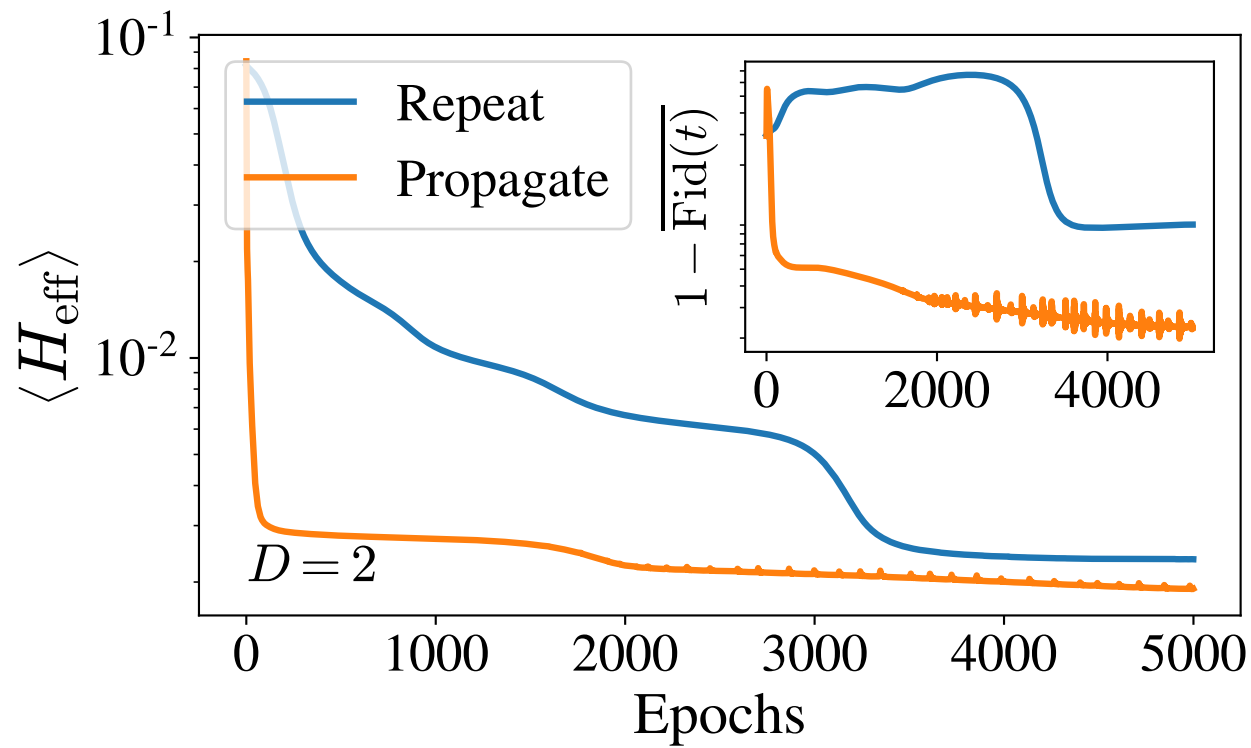 10⁻¹
10⁻²
⟨H_eff⟩
Repeat
Propagate
D = 2
0 1000 2000 3000 4000 5000
Epochs
1 − \overline{Fid(t)}
0 2000 4000